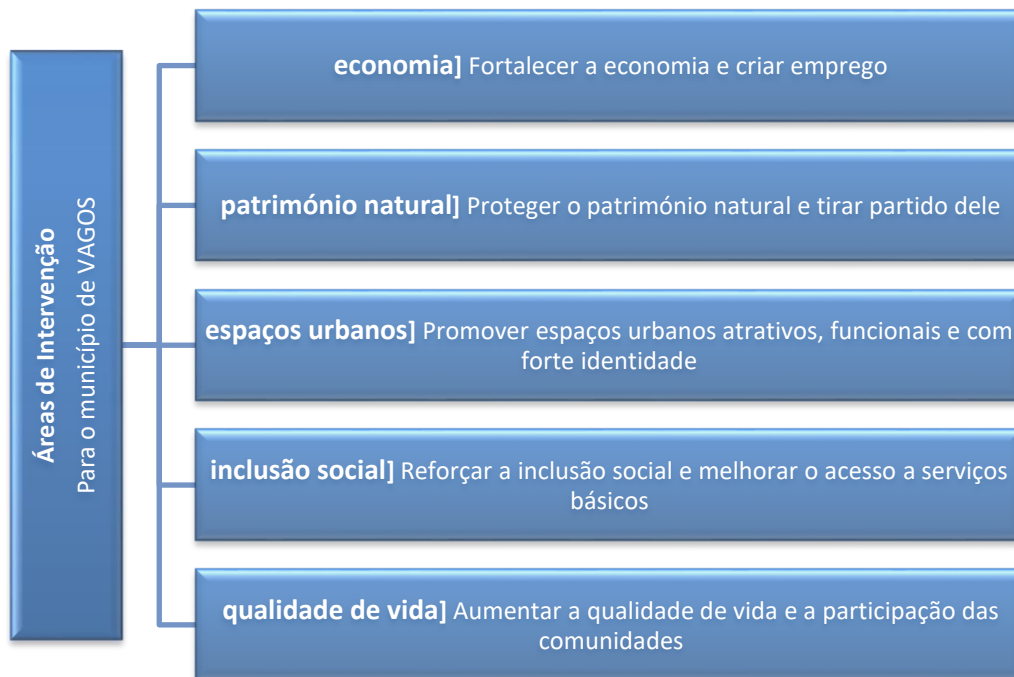 Áreas de Intervenção
Para o município de VAGOS
economia] Fortalecer a economia e criar emprego
património natural] Proteger o património natural e tirar partido dele
espaços urbanos] Promover espaços urbanos atrativos, funcionais e com
forte identidade
inclusão social] Reforçar a inclusão social e melhorar o acesso a serviços
básicos
qualidade de vida] Aumentar a qualidade de vida e a participação das
comunidades